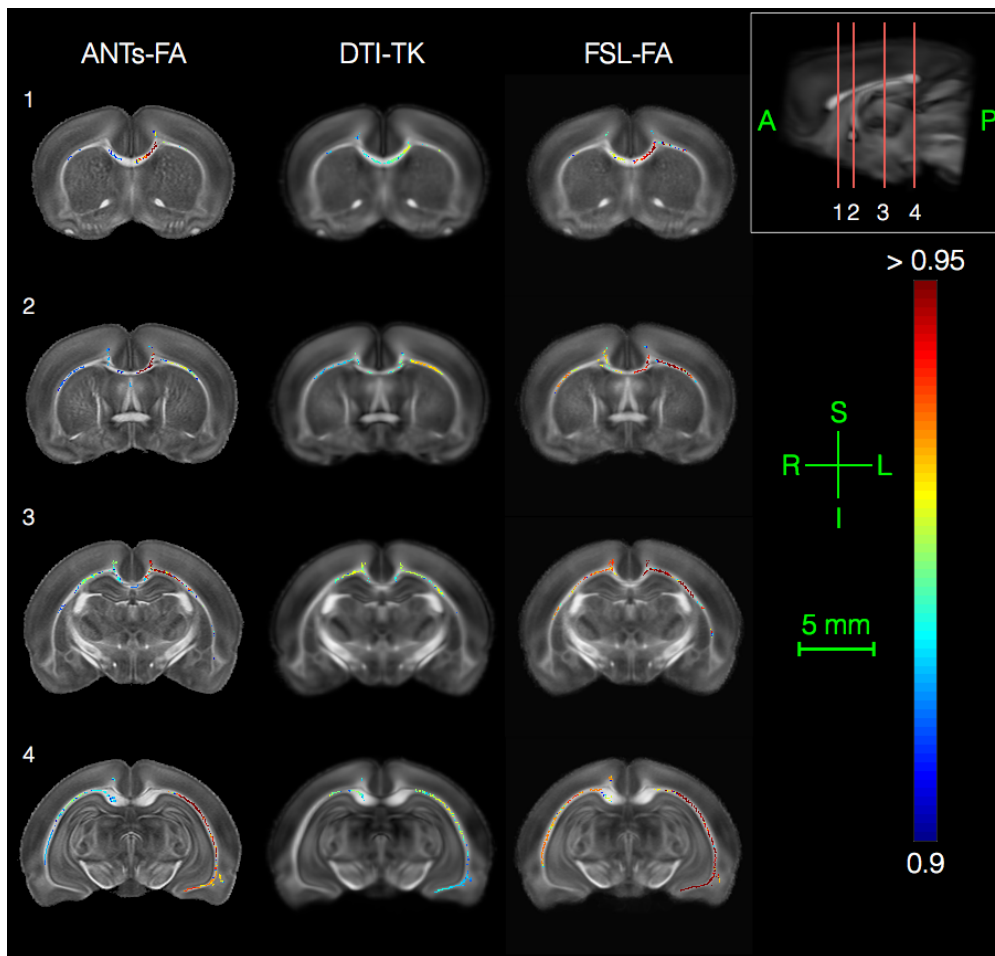 ANTs-FA DTI-TK FSL-FA
1
A P
1 2 3 4
> 0.95
2
S
R L
I
3
5 mm
4
0.9